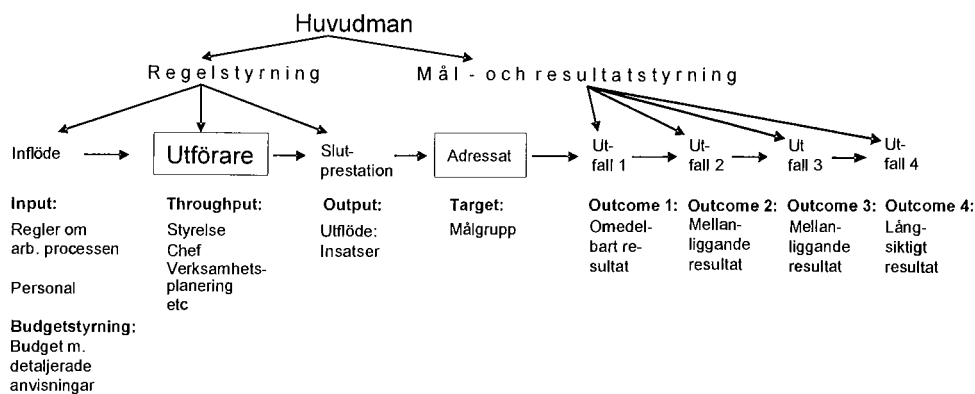 Huvudman
Regelstyrning
Mål - och resultatstyrning
Inflöde
Utförare
Slut-
prestation
Adressat
Ut-
fall 1
Ut-
fall 2
Ut
fall 3
Ut-
fall 4
Input:
Regler om
arb. processen
Personal
Budgetstyrning:
Budget m.
detaljerade
anvisningar
Throughput:
Styrelse
Chef
Verksamhets-
planering
etc
Output:
Utflöde:
Insatser
Target:
Målgrupp
Outcome 1:
Omedel-
bart re-
sultat
Outcome 2:
Mellan-
liggande
resultat
Outcome 3:
Mellan-
liggande
resultat
Outcome 4:
Lång-
siktigt
resultat